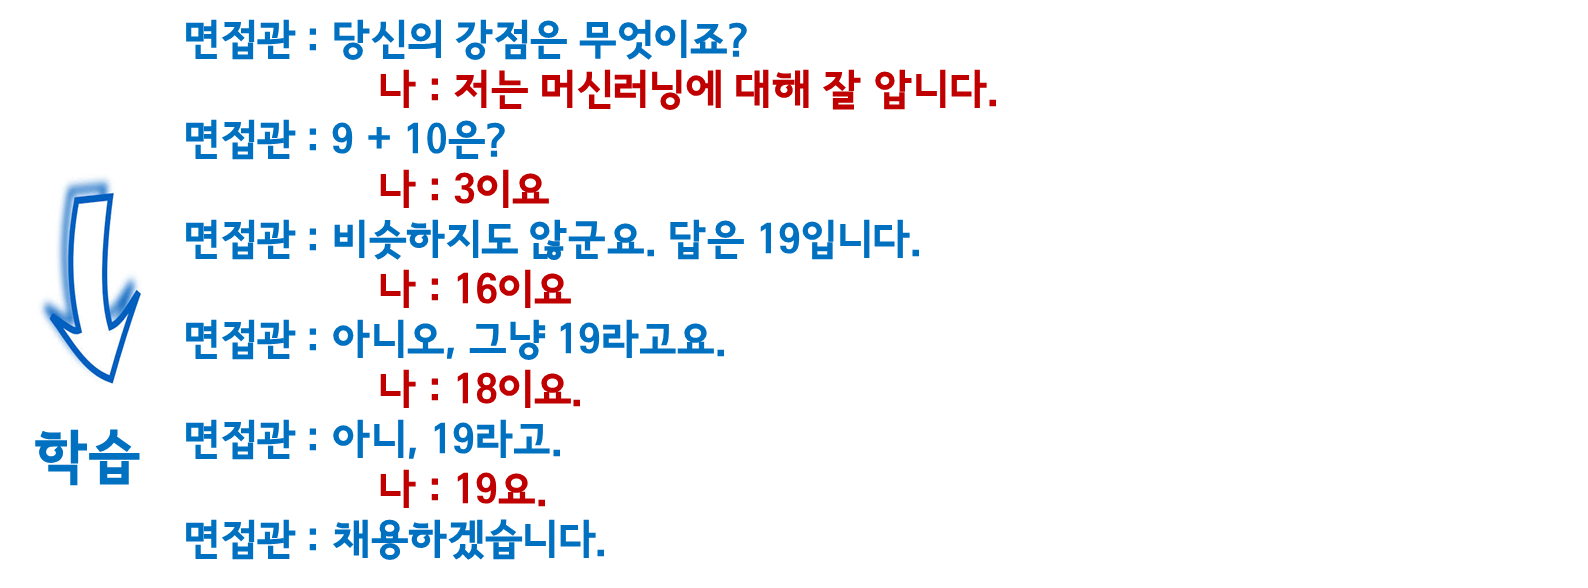 면접관 : 당신의 강점은 무엇이죠?
나 : 저는 머신러닝에 대해 잘 압니다.
면접관 : 9 + 10은?
나 : 3이요
면접관 : 비슷하지도 않군요. 답은 19입니다.
나 : 16이요
면접관 : 아니오, 그냥 19라고요.
나 : 18이요.
면접관 : 아니, 19라고.
나 : 19요.
면접관 : 채용하겠습니다.
학습